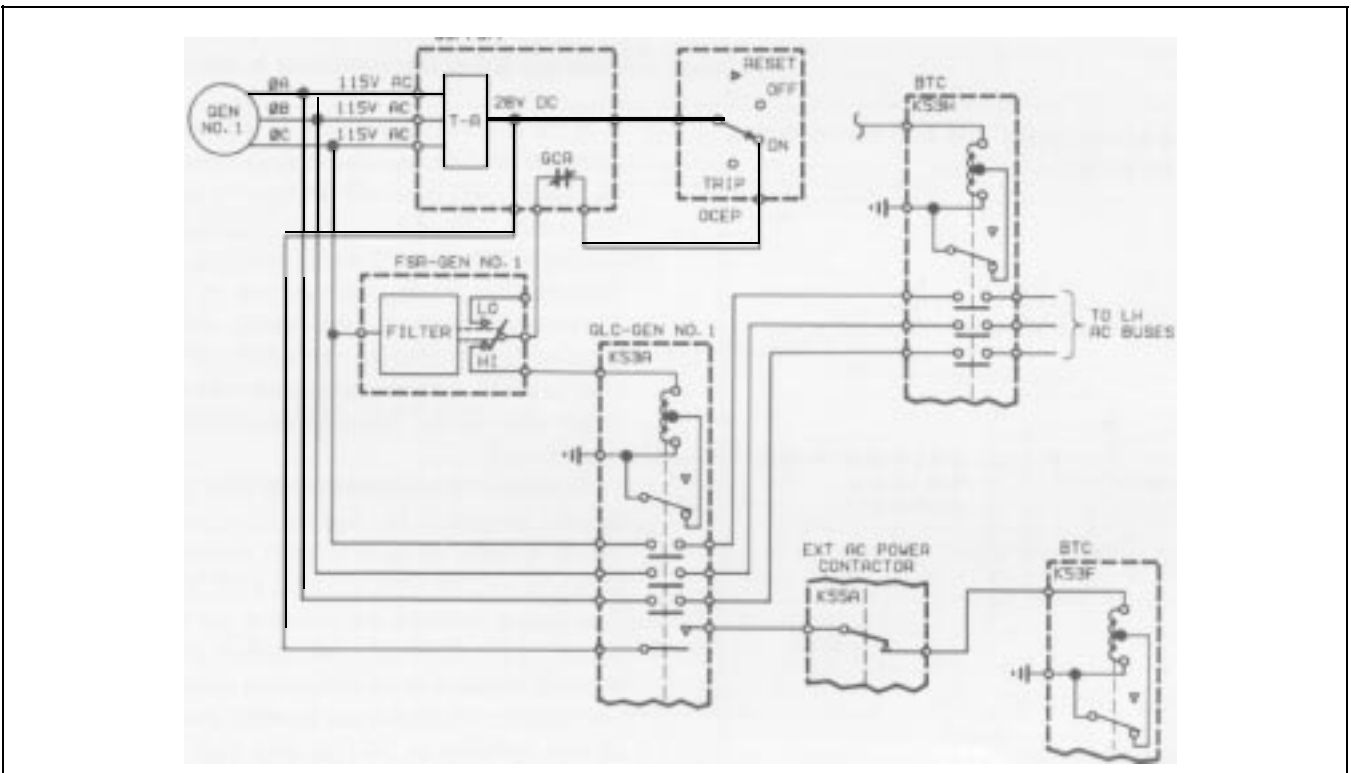 ØA 115V AC
ØB 115V AC
ØC 115V AC
GEN
NO. 1
T-R
28V DC
GCR
RESET
OFF
ON
TRIP
OCEP
BTC
K53H
TO LH
AC BUSES
FSR-GEN NO. 1
FILTER
LO
HI
GLC-GEN NO. 1
K53A
EXT AC POWER
CONTACTOR
K55A
BTC
K53F